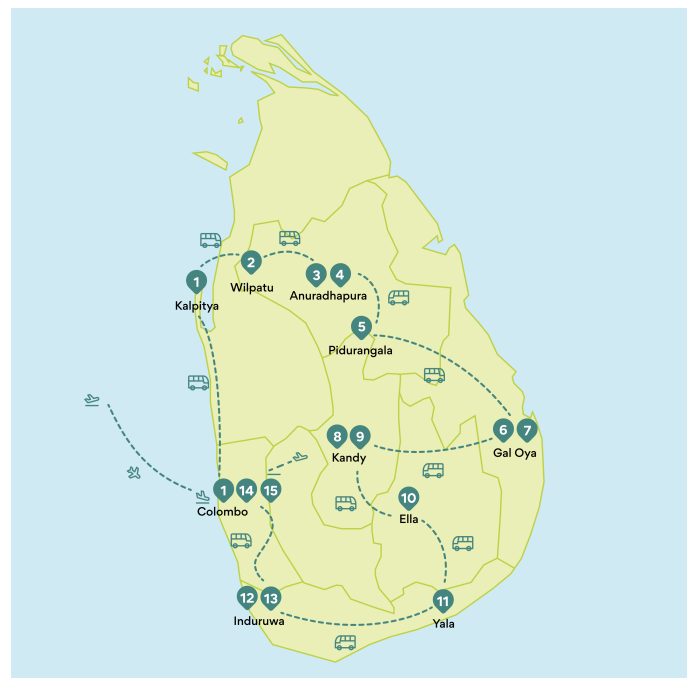 1
2
Wilpatu
3 4
Anuradhapura
1
Kalpitya
5
Pidurangala
6 7
Gal Oya
8 9
Kandy
10
Ella
1 14 15
Colombo
12 13
Induruwa
11
Yala